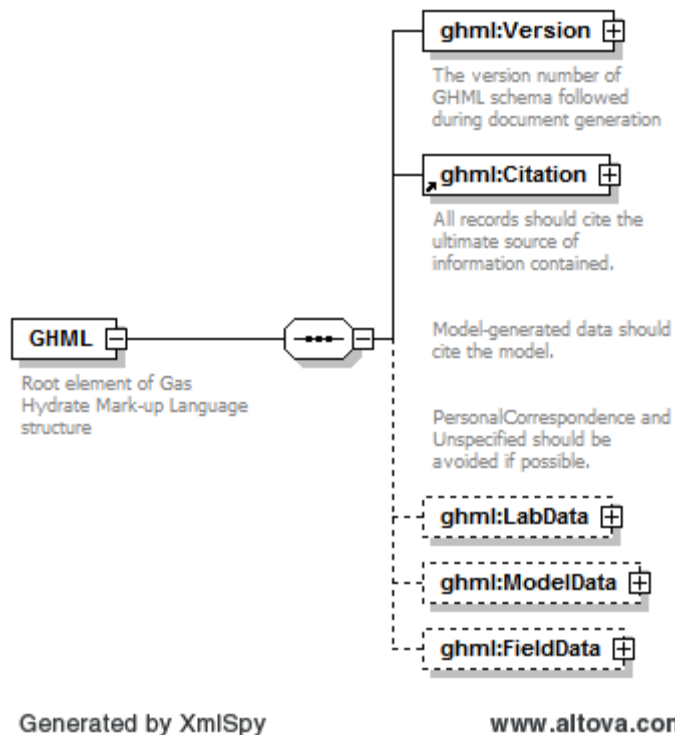 ghml:Version
The version number of
GHML schema followed
during document generation
ghml:Citation
All records should cite the
ultimate source of
information contained.
Model-generated data should
cite the model.
PersonalCorrespondence and
Unspecified should be
avoided if possible.
GHML
Root element of Gas
Hydrate Mark-up Language
structure
ghml:LabData
ghml:ModelData
ghml:FieldData
Generated by XmlSpy
www.altova.com